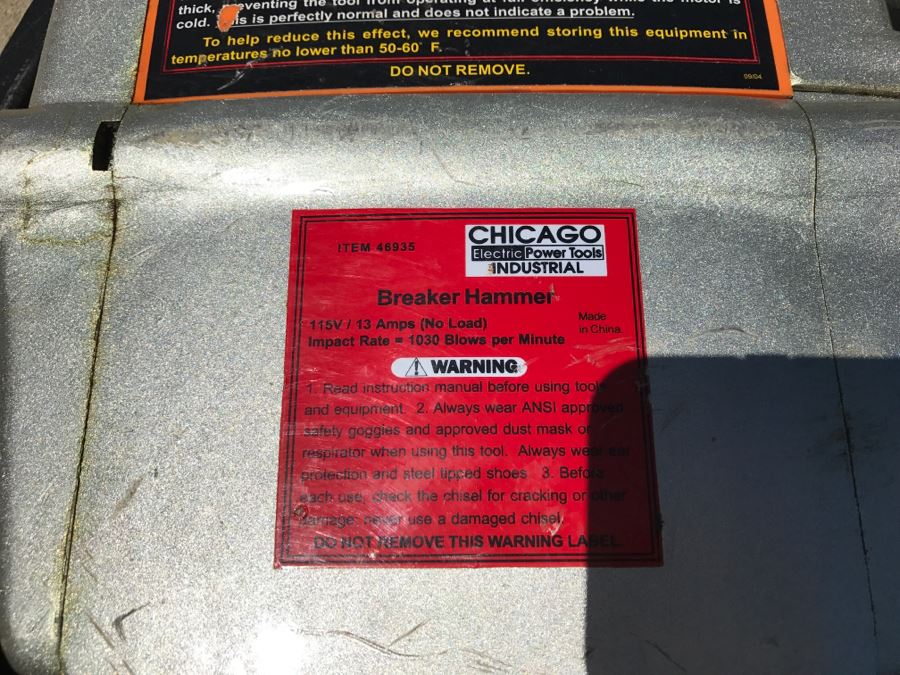 thick, preventing the tool from operating at full efficiency while the motor is
cold. This is perfectly normal and does not indicate a problem.
To help reduce this effect, we recommend storing this equipment in
temperatures no lower than 50-60° F.
DO NOT REMOVE.
09/04
ITEM 46935
CHICAGO
Electric Power Tools
INDUSTRIAL
Breaker Hammer
115V / 13 Amps (No Load)
Made
in China
Impact Rate = 1030 Blows per Minute
WARNING
1. Read instruction manual before using tools
and equipment. 2. Always wear ANSI approved
safety goggles and approved dust mask or
respirator when using this tool. Always wear ear
protection and steel tipped shoes. 3. Before
each use, check the chisel for cracking or other
damage; never use a damaged chisel.
DO NOT REMOVE THIS WARNING LABEL.